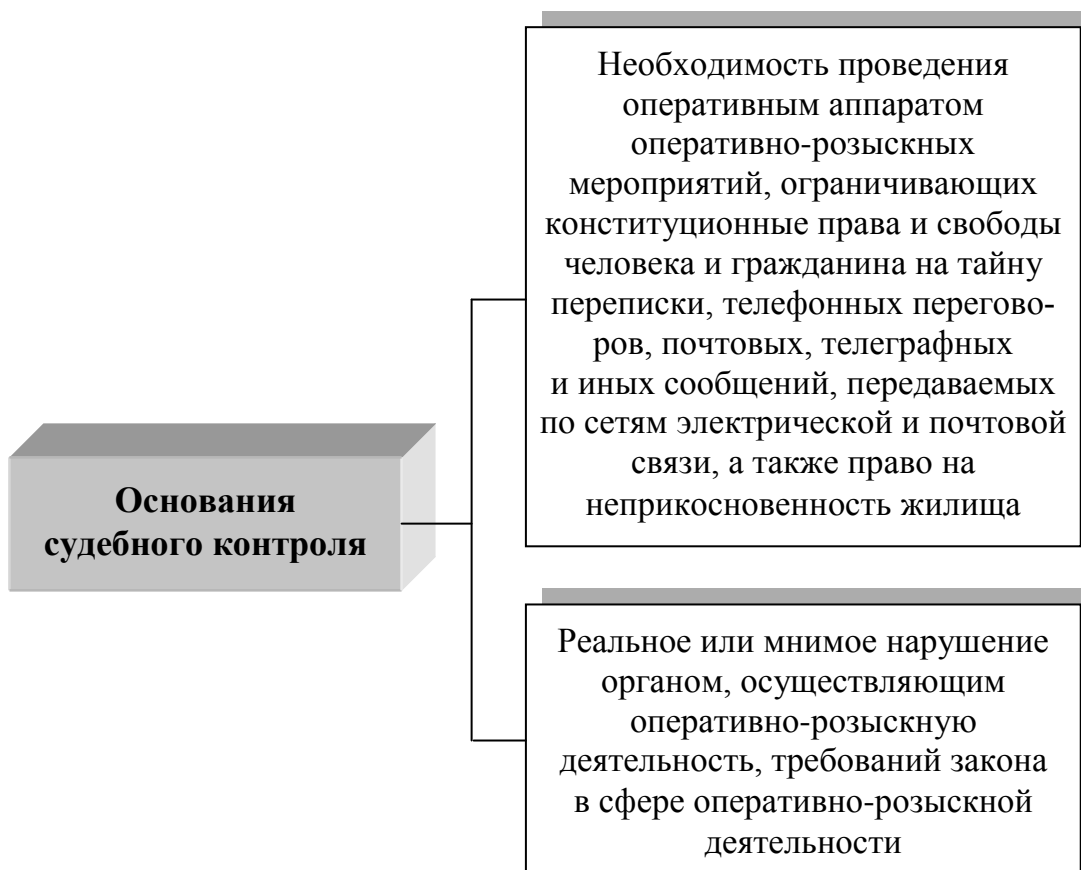 Необходимость проведения
оперативным аппаратом
оперативно-розыскных
мероприятий, ограничивающих
конституционные права и свободы
человека и гражданина на тайну
переписки, телефонных перегово-
ров, почтовых, телеграфных
и иных сообщений, передаваемых
по сетям электрической и почтовой
связи, а также право на
неприкосновенность жилища
Основания
судебного контроля
Реальное или мнимое нарушение
органом, осуществляющим
оперативно-розыскную
деятельность, требований закона
в сфере оперативно-розыскной
деятельности